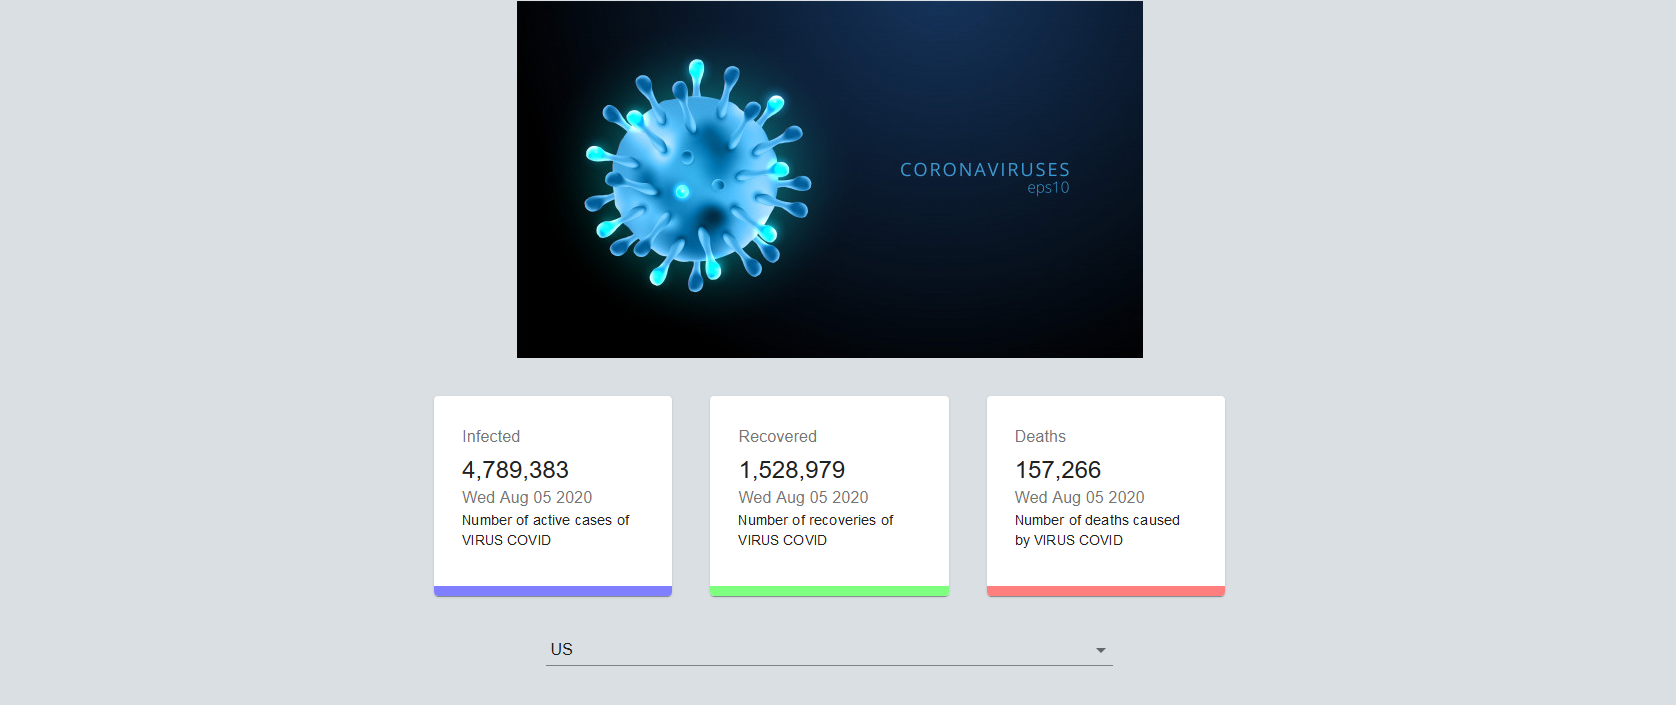 CORONAVIRUSES
eps10
Infected
4,789,383
Wed Aug 05 2020
Number of active cases of
VIRUS COVID
Recovered
1,528,979
Wed Aug 05 2020
Number of recoveries of
VIRUS COVID
Deaths
157,266
Wed Aug 05 2020
Number of deaths caused
by VIRUS COVID
US